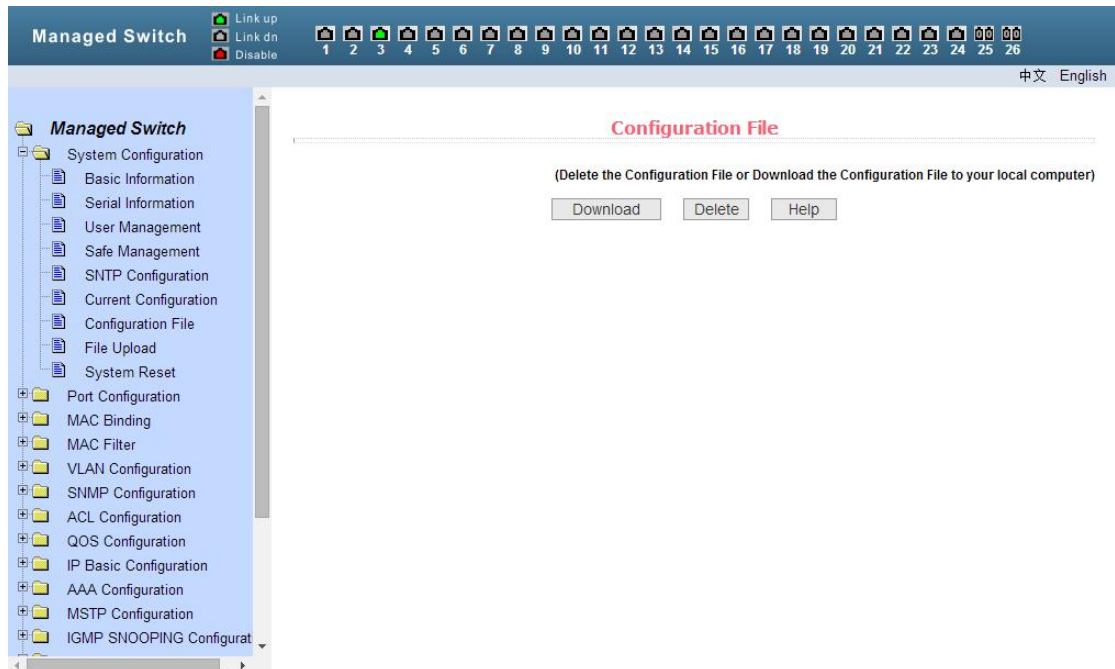 Managed Switch
Link up
Link dn
Disable
1 2 3 4 5 6 7 8 9 10 11 12 13 14 15 16 17 18 19 20 21 22 23 24 25 26
中文 English
Managed Switch
System Configuration
Basic Information
Serial Information
User Management
Safe Management
SNTP Configuration
Current Configuration
Configuration File
File Upload
System Reset
Port Configuration
MAC Binding
MAC Filter
VLAN Configuration
SNMP Configuration
ACL Configuration
QOS Configuration
IP Basic Configuration
AAA Configuration
MSTP Configuration
IGMP SNOOPING Configurat
Configuration File
(Delete the Configuration File or Download the Configuration File to your local computer)
Download Delete Help